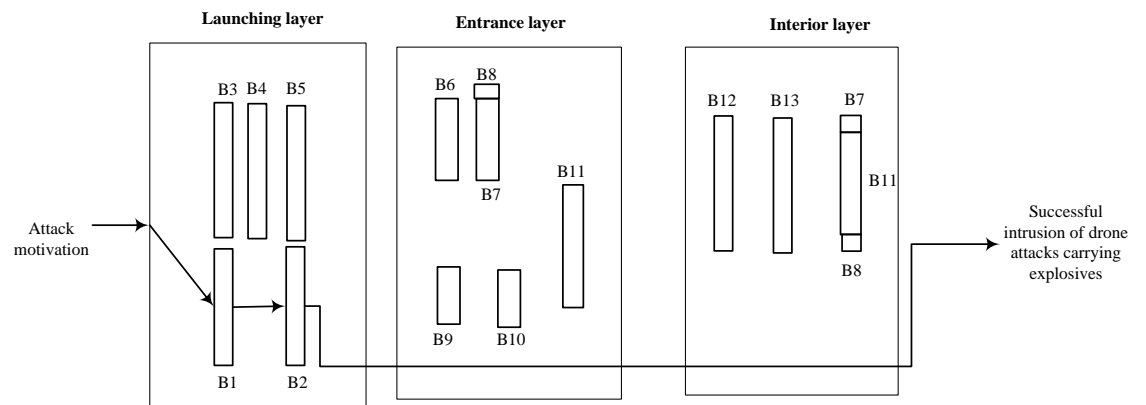 Launching layer
Entrance layer
Interior layer
B3
B4
B5
B1
B2
B6
B8
B7
B11
B9
B10
B12
B13
B7
B11
B8
Attack
motivation
Successful
intrusion of drone
attacks carrying
explosives